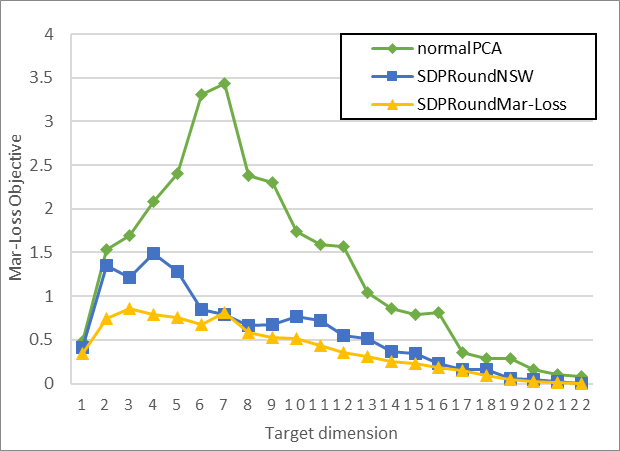 4
3.5
3
2.5
2
1.5
1
0.5
0
normalPCA
SDPRoundNSW
SDPRoundMar-Loss
Mar-Loss Objective
1 2 3 4 5 6 7 8 9 10 11 12 13 14 15 16 17 18 19 20 21 22
Target dimension